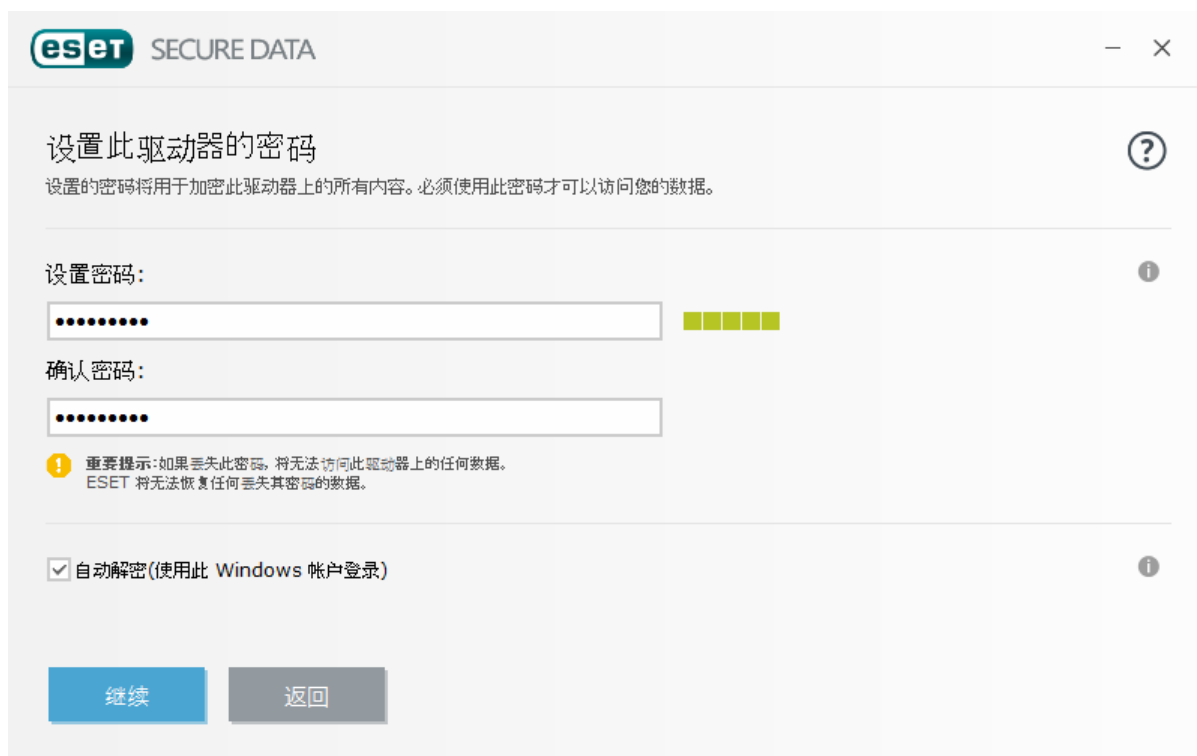 eset SECURE DATA
设置此驱动器的密码
设置的密码将用于加密此驱动器上的所有内容。必须使用此密码才可以访问您的数据。
设置密码:
•••••••••
确认密码:
•••••••••
重要提示:如果丢失此密码, 将无法访问此驱动器上的任何数据。
ESET 将无法恢复任何丢失其密码的数据。
自动解密(使用此 Windows 帐户登录)
继续 返回